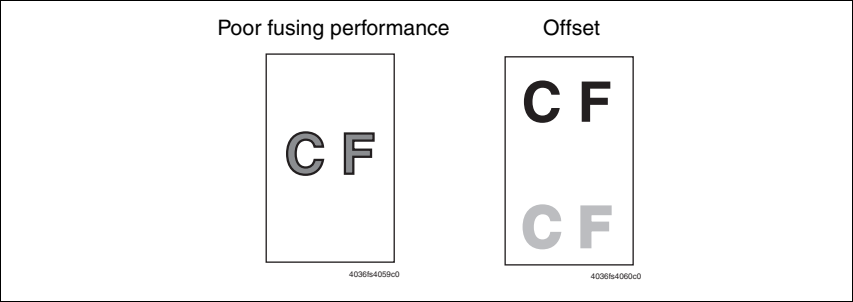 Poor fusing performance
Offset
C F
C F
C F
4036fs4059c0
4036fs4060c0